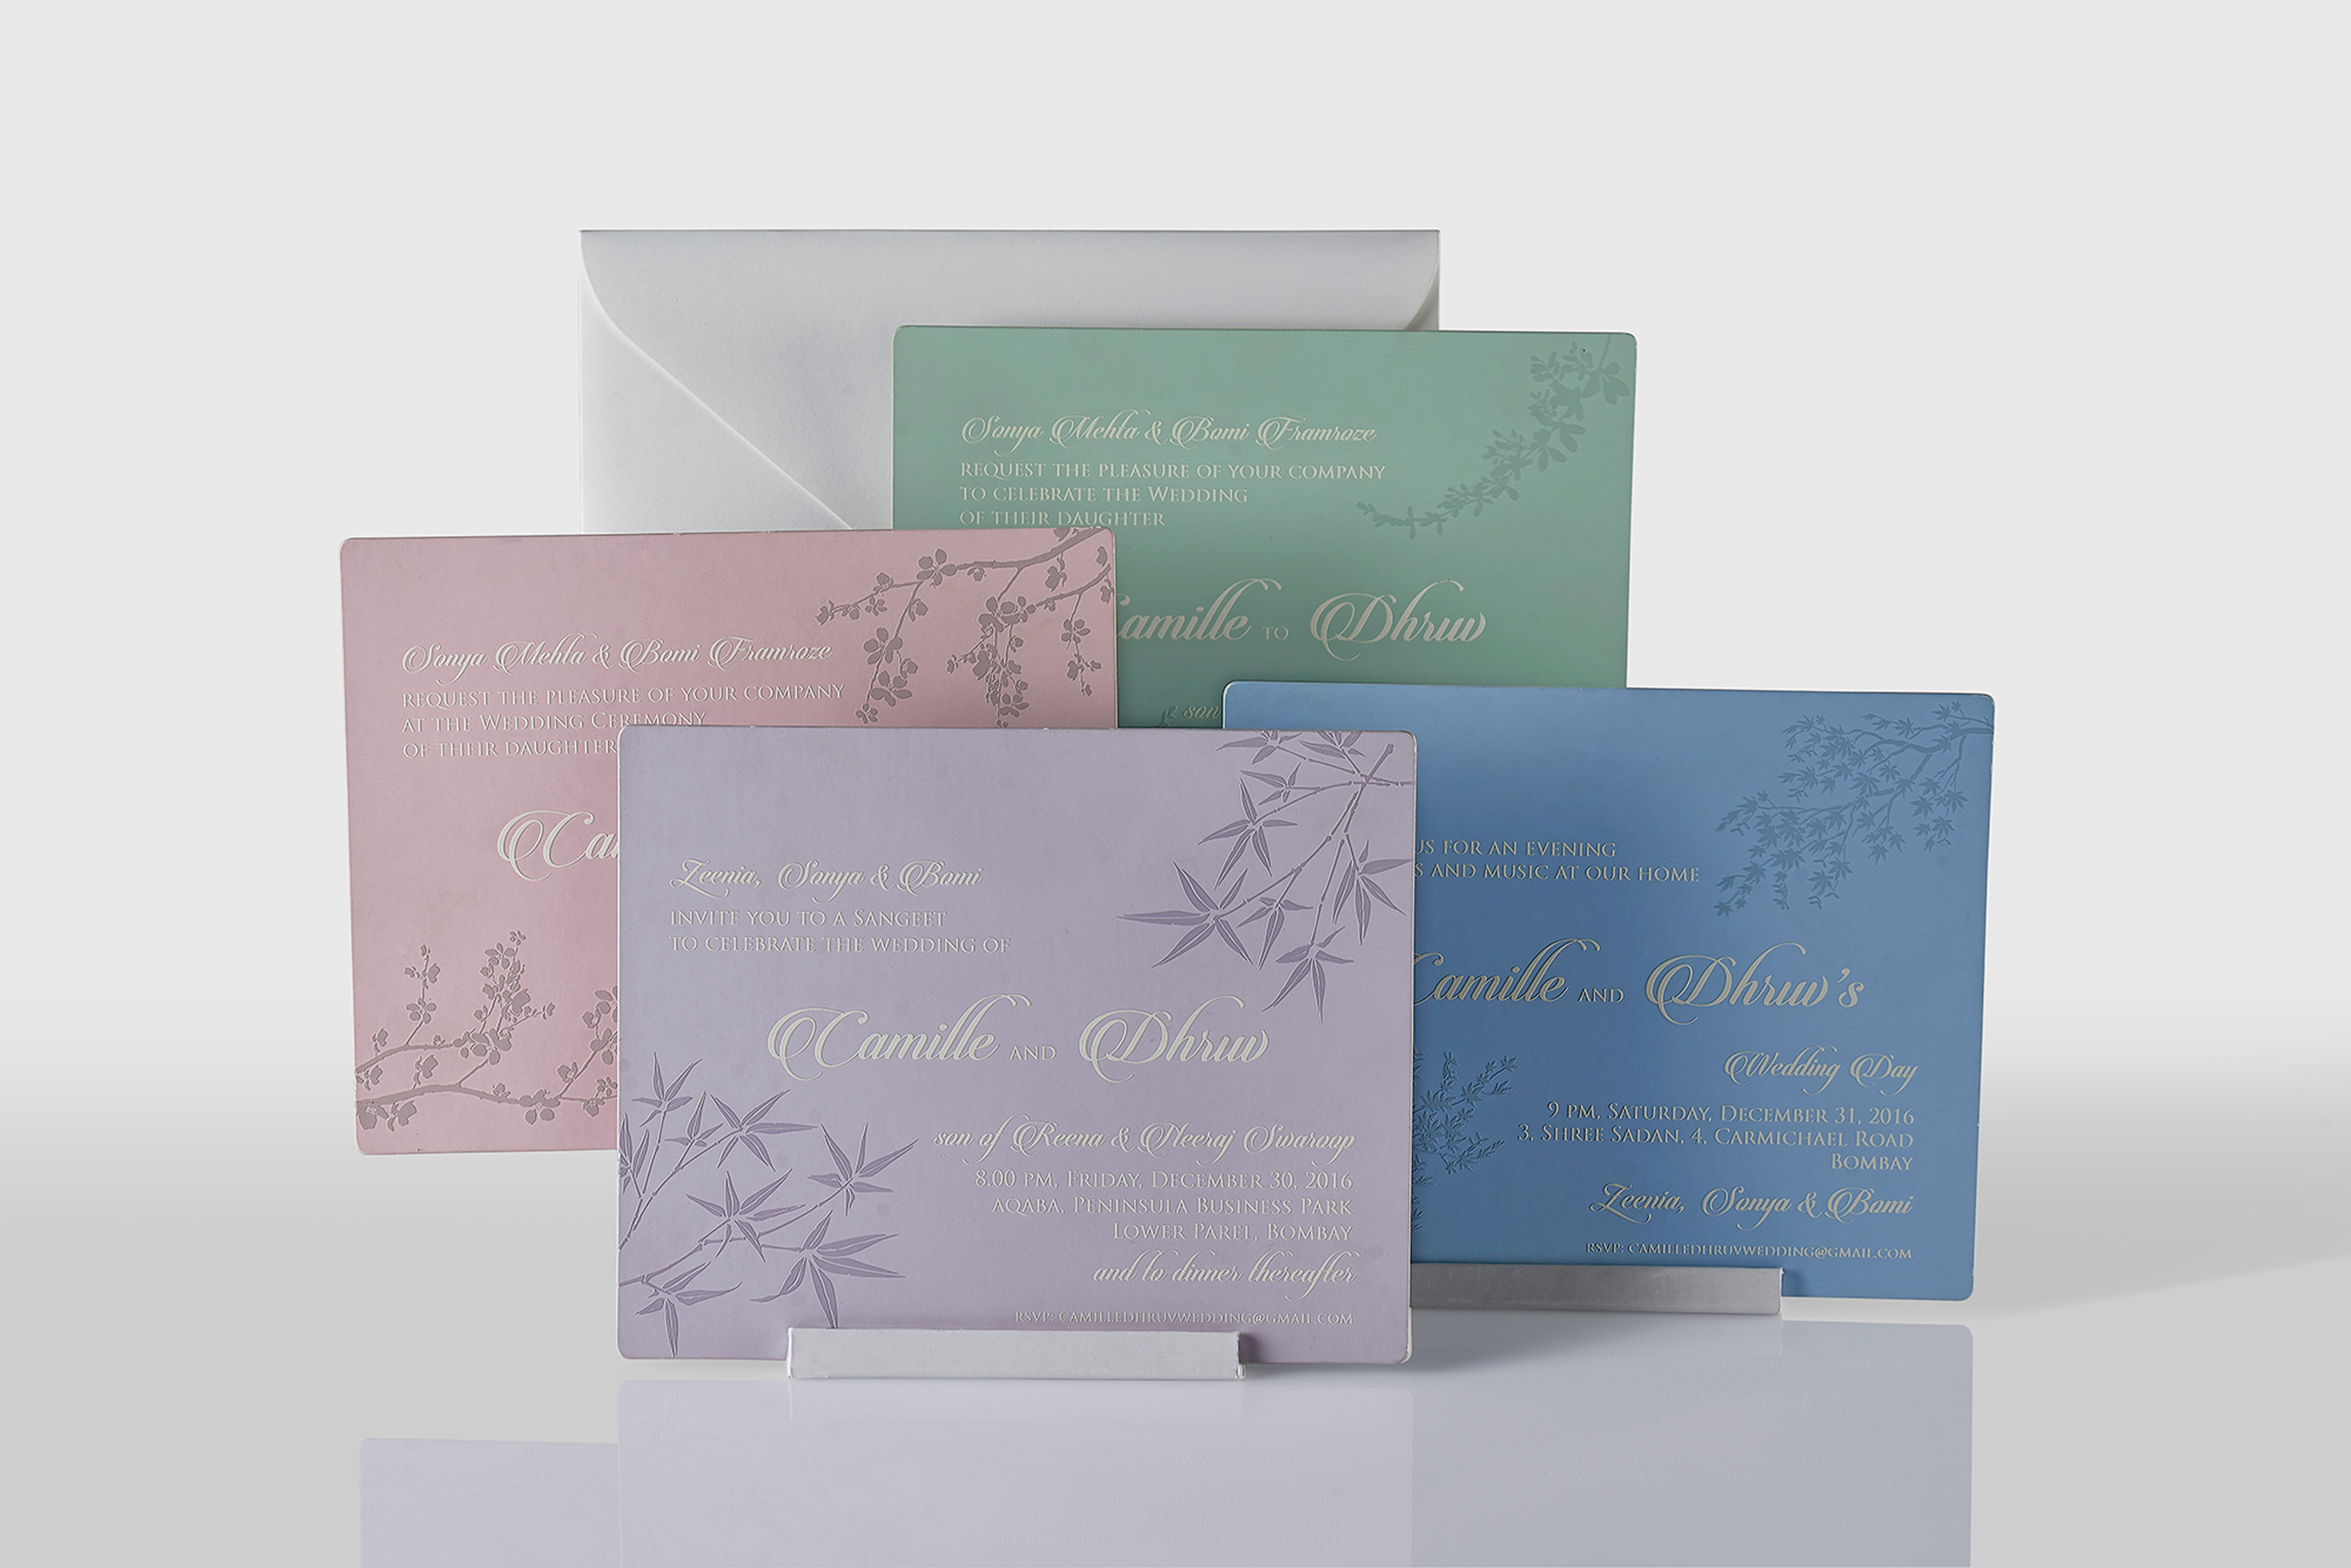 Sonya Mehta & Bomi Framroze
REQUEST THE PLEASURE OF YOUR COMPANY
TO CELEBRATE THE WEDDING
OF THEIR DAUGHTER
Camille TO Dhruv
son
Sonya Mehta & Bomi Framroze
REQUEST THE PLEASURE OF YOUR COMPANY
AT THE WEDDING CEREMONY
OF THEIR DAUGHTER
Ca
Zeenia, Sonya & Bomi
INVITE YOU TO A SANGEET
TO CELEBRATE THE WEDDING OF
Camille AND Dhruv
son of Reena & Neeraj Swaroop
8.00 PM, FRIDAY, DECEMBER 30, 2016
AQABA, PENINSULA BUSINESS PARK
LOWER PAREL, BOMBAY
and to dinner thereafter
RSVP: CAMILLEDHRUVWEDDING@GMAIL.COM
US FOR AN EVENING
S AND MUSIC AT OUR HOME
Camille AND Dhruv's
Wedding Day
9 PM, SATURDAY, DECEMBER 31, 2016
3, SHREE SADAN, 4, CARMICHAEL ROAD
BOMBAY
Zeenia, Sonya & Bomi
RSVP: CAMILLEDHRUVWEDDING@GMAIL.COM